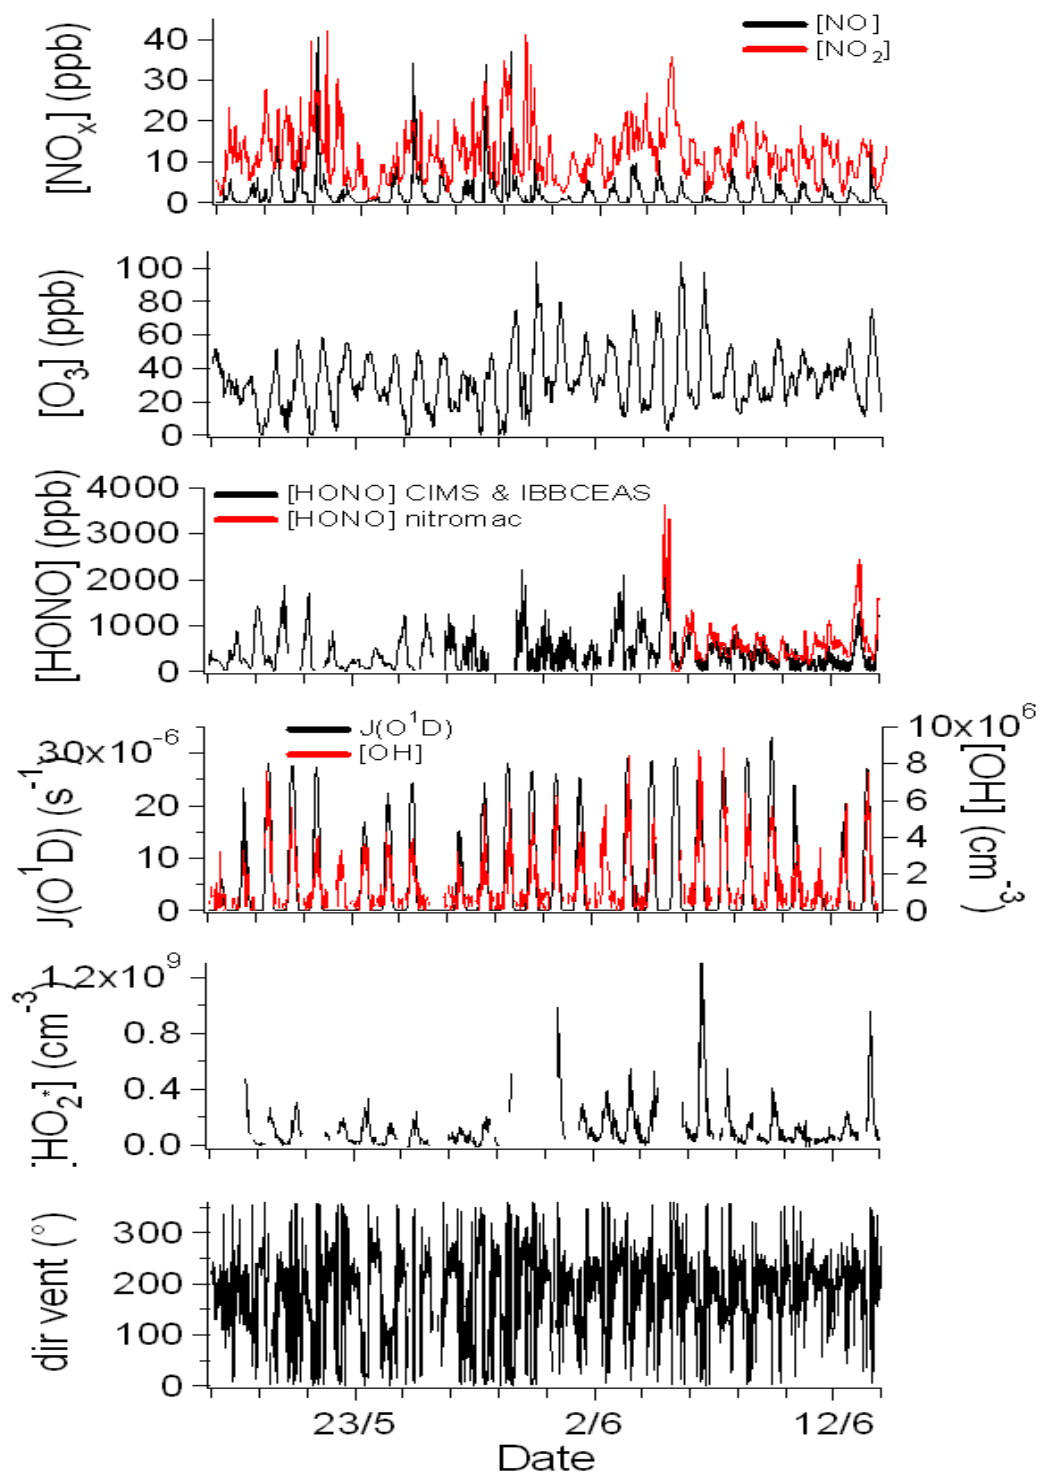 [NO]
[NO2]
[NOx] (ppb)
40
30
20
10
0
[O3] (ppb)
100
80
60
40
20
0
[HONO] (ppb)
4000
3000
2000
1000
0
[HONO] CIMS & IBBCEAS
[HONO] nitromac
J(O1D) (s-1)
30x10-6
20
10
0
J(O1D)
[OH]
10x106
8
6
4
2
0
[OH] (cm-3)
[HO2*] (cm-3)
1.2x109
0.8
0.4
0.0
dir vent (°)
300
200
100
0
23/5
2/6
12/6
Date